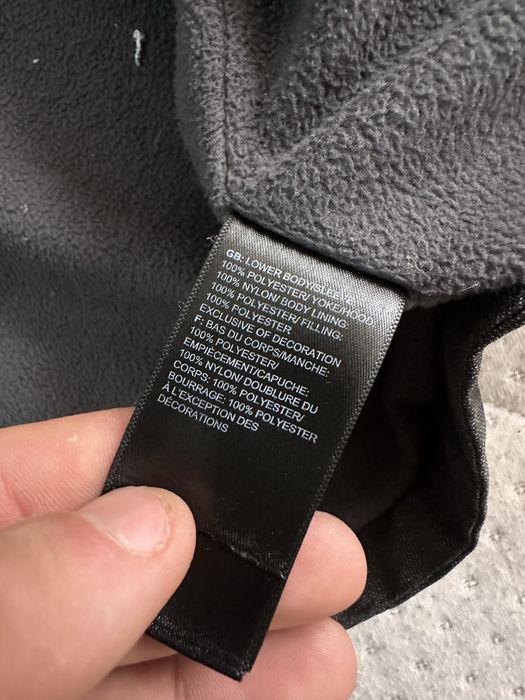 GB: LOWER BODY/SLEEVE:
100% POLYESTER/YOKE/HOOD:
100% NYLON/BODY LINING:
100% POLYESTER/FILLING:
100% POLYESTER
EXCLUSIVE OF DECORATION
F: BAS DU CORPS/MANCHE:
100% POLYESTER/
EMPIECEMENT/CAPUCHE:
100% NYLON/ DOUBLURE DU
CORPS: 100% POLYESTER/
BOURRAGE: 100% POLYESTER
À L'EXCEPTION DES
DÉCORATIONS